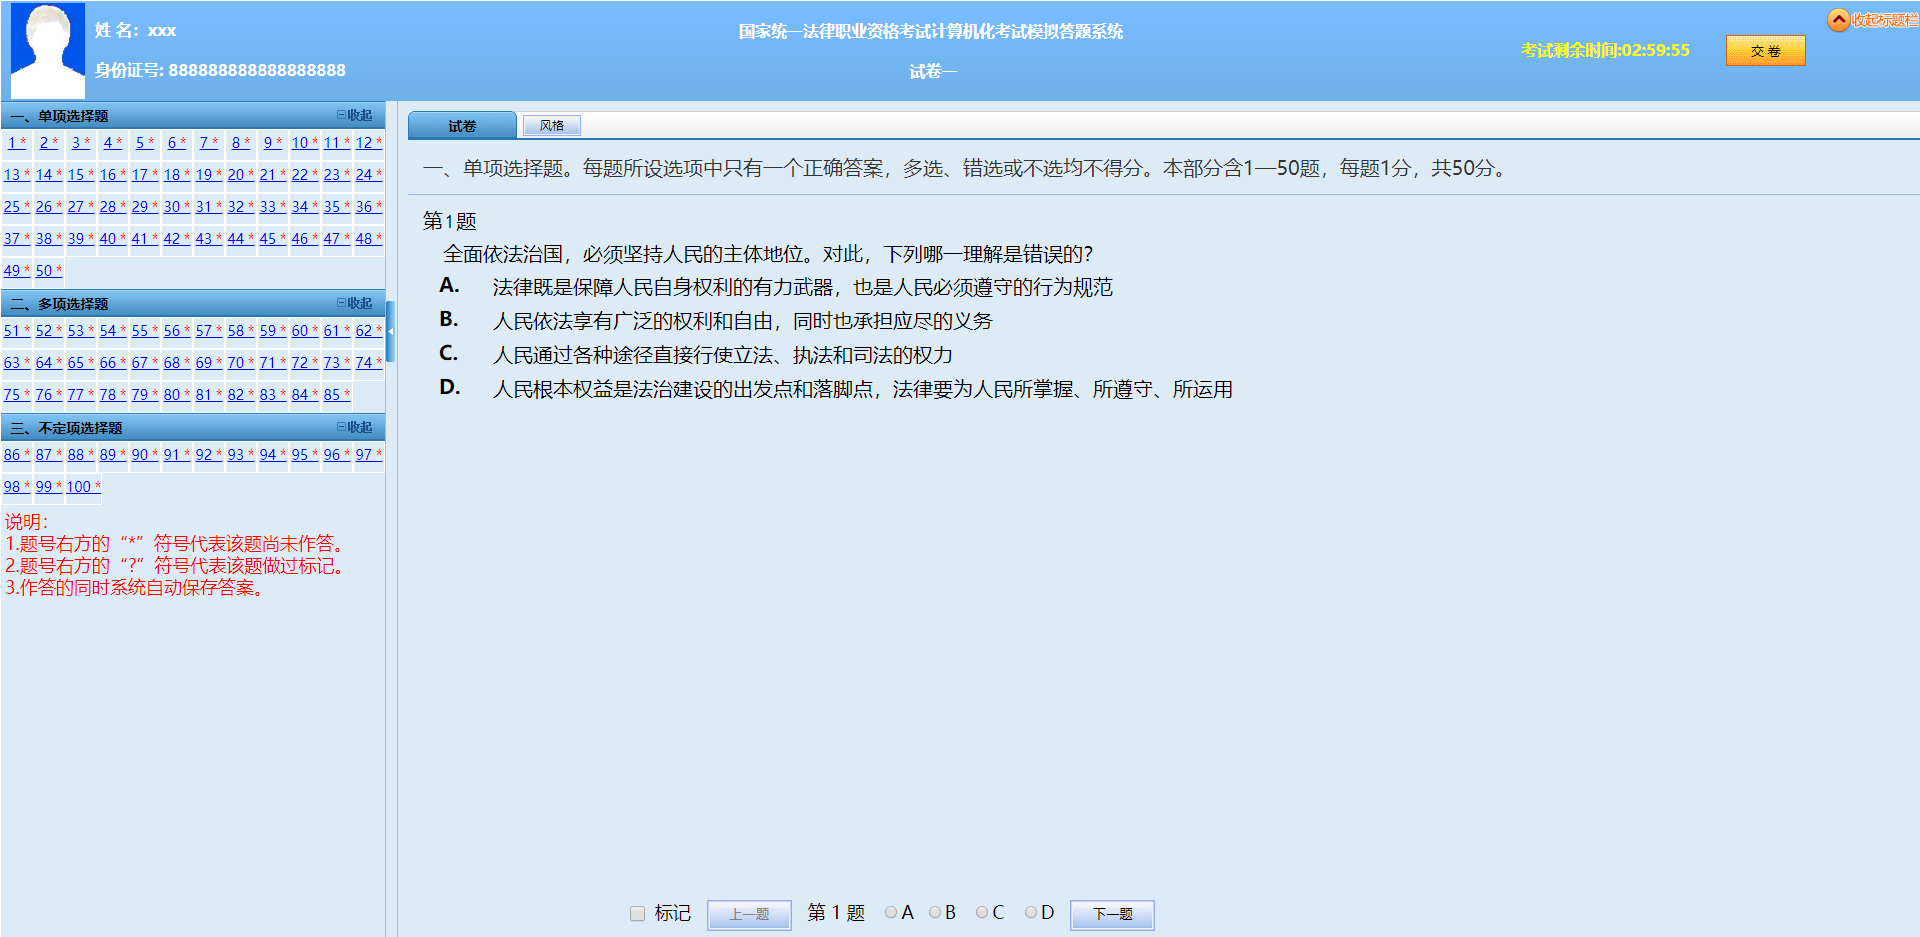 姓 名：xxx
身份证号: 888888888888888888
国家统一法律职业资格考试计算机化考试模拟答题系统
试卷一
考试剩余时间:02:59:55
交 卷
收起标题栏
一、单项选择题 收起
1 * 2 * 3 * 4 * 5 * 6 * 7 * 8 * 9 * 10 * 11 * 12 *
13 * 14 * 15 * 16 * 17 * 18 * 19 * 20 * 21 * 22 * 23 * 24 *
25 * 26 * 27 * 28 * 29 * 30 * 31 * 32 * 33 * 34 * 35 * 36 *
37 * 38 * 39 * 40 * 41 * 42 * 43 * 44 * 45 * 46 * 47 * 48 *
49 * 50 *
二、多项选择题 收起
51 * 52 * 53 * 54 * 55 * 56 * 57 * 58 * 59 * 60 * 61 * 62 *
63 * 64 * 65 * 66 * 67 * 68 * 69 * 70 * 71 * 72 * 73 * 74 *
75 * 76 * 77 * 78 * 79 * 80 * 81 * 82 * 83 * 84 * 85 *
三、不定项选择题 收起
86 * 87 * 88 * 89 * 90 * 91 * 92 * 93 * 94 * 95 * 96 * 97 *
98 * 99 * 100 *
说明：
1.题号右方的“*”符号代表该题尚未作答。
2.题号右方的“?”符号代表该题做过标记。
3.作答的同时系统自动保存答案。
试卷 风格
一、单项选择题。每题所设选项中只有一个正确答案，多选、错选或不选均不得分。本部分含1—50题，每题1分，共50分。
第1题
全面依法治国，必须坚持人民的主体地位。对此，下列哪一理解是错误的？
A. 法律既是保障人民自身权利的有力武器，也是人民必须遵守的行为规范
B. 人民依法享有广泛的权利和自由，同时也承担应尽的义务
C. 人民通过各种途径直接行使立法、执法和司法的权力
D. 人民根本权益是法治建设的出发点和落脚点，法律要为人民所掌握、所遵守、所运用
标记 上一题 第 1 题 A B C D 下一题